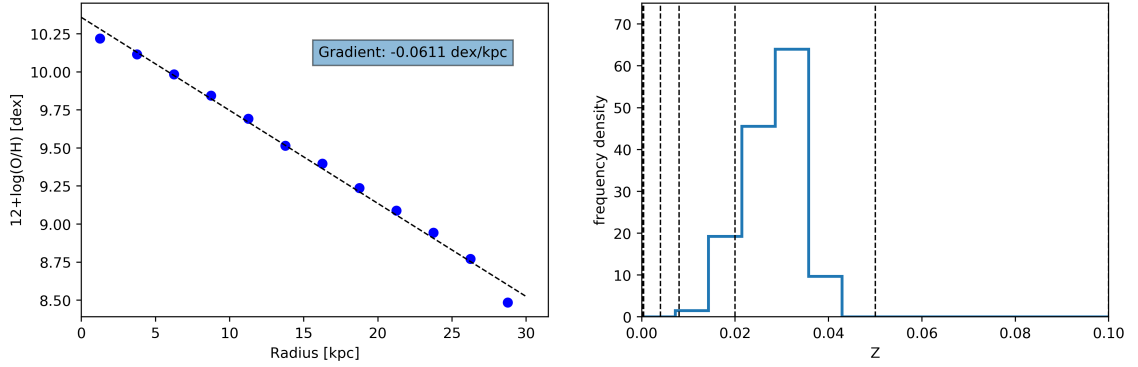 10.25
10.00
9.75
9.50
9.25
9.00
8.75
8.50
12+log(O/H) [dex]
Gradient: -0.0611 dex/kpc
0 5 10 15 20 25 30
Radius [kpc]
70
60
50
40
30
20
10
0
frequency density
0.00 0.02 0.04 0.06 0.08 0.10
Z